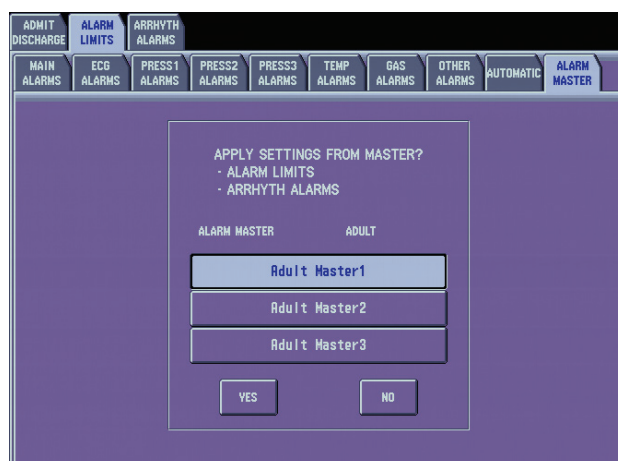 ADMIT DISCHARGE
ALARM LIMITS
ARRHYTH ALARMS
MAIN ALARMS
ECG ALARMS
PRESS1 ALARMS
PRESS2 ALARMS
PRESS3 ALARMS
TEMP ALARMS
GAS ALARMS
OTHER ALARMS
AUTOMATIC
ALARM MASTER
APPLY SETTINGS FROM MASTER?
- ALARM LIMITS
- ARRHYTH ALARMS
ALARM MASTER ADULT
Adult Master1
Adult Master2
Adult Master3
YES NO